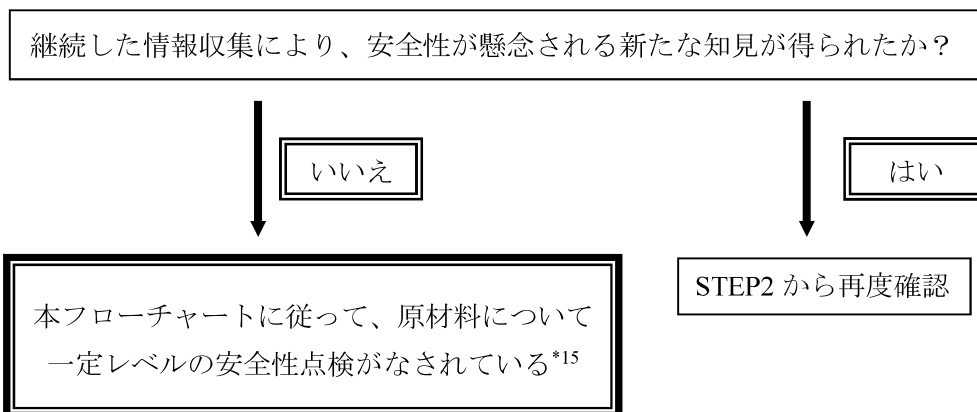 継続した情報収集により、安全性が懸念される新たな知見が得られたか？
いいえ
はい
本フローチャートに従って、原材料について
一定レベルの安全性点検がなされている*15
STEP2 から再度確認